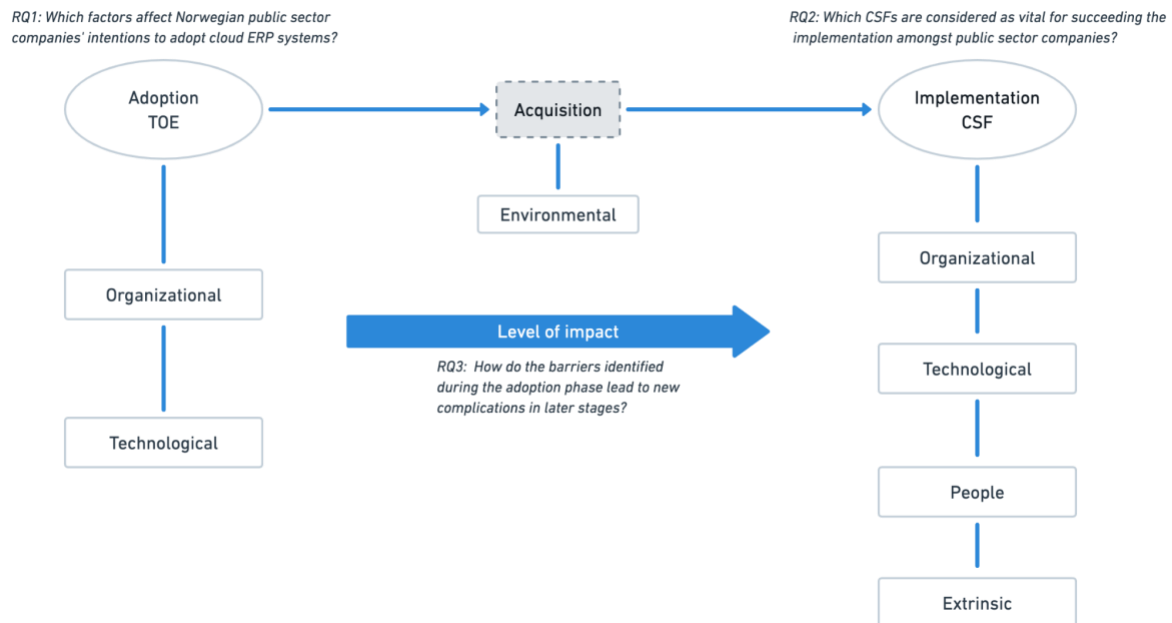 RQ1: Which factors affect Norwegian public sector
companies' intentions to adopt cloud ERP systems?
RQ2: Which CSFs are considered as vital for succeeding the
implementation amongst public sector companies?
Adoption
TOE
Acquisition
Implementation
CSF
Environmental
Organizational
Technological
Level of impact
RQ3: How do the barriers identified
during the adoption phase lead to new
complications in later stages?
Organizational
Technological
People
Extrinsic